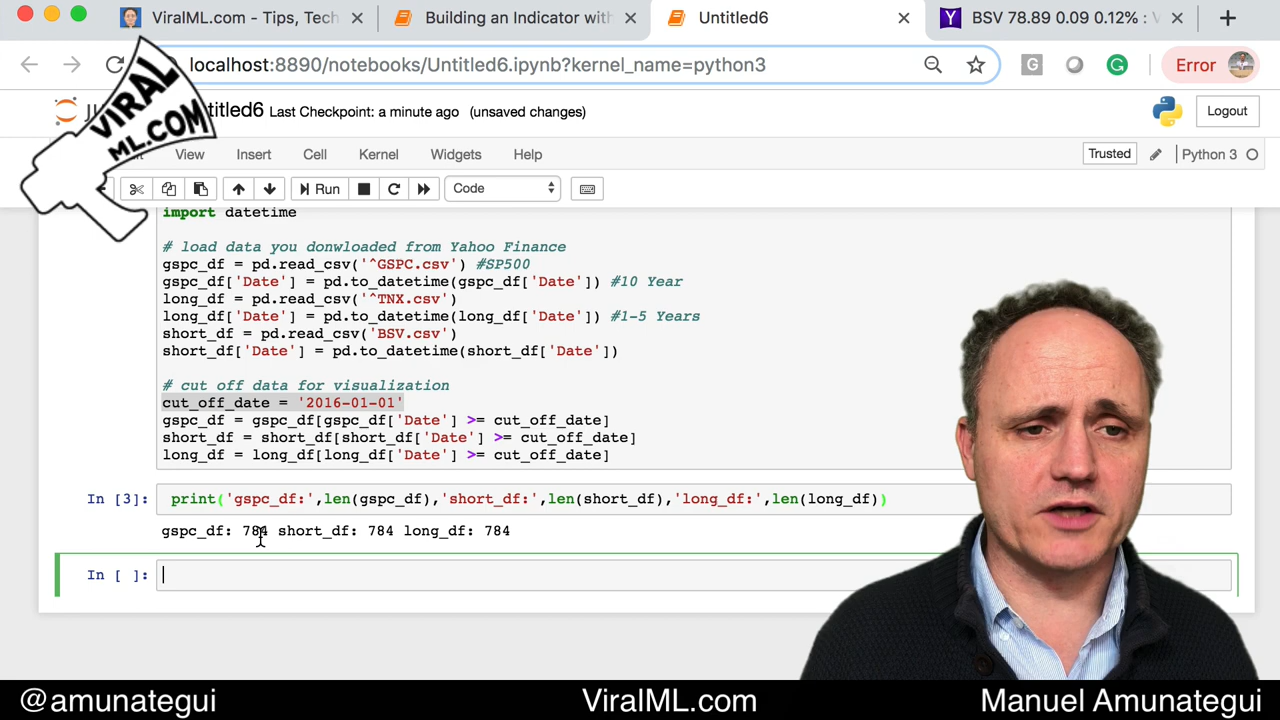 ViralML.com - Tips, Tech
Building an Indicator with
Untitled6
BSV 78.89 0.09 0.12% :
localhost:8890/notebooks/Untitled6.ipynb?kernel_name=python3
Error
VIRAL
ML.COM
titled6 Last Checkpoint: a minute ago (unsaved changes)
Logout
View Insert Cell Kernel Widgets Help
Trusted
Python 3
Run
Code
import datetime
# load data you donwloaded from Yahoo Finance
gspc_df = pd.read_csv('^GSPC.csv') #SP500
gspc_df['Date'] = pd.to_datetime(gspc_df['Date']) #10 Year
long_df = pd.read_csv('^TNX.csv')
long_df['Date'] = pd.to_datetime(long_df['Date']) #1-5 Years
short_df = pd.read_csv('BSV.csv')
short_df['Date'] = pd.to_datetime(short_df['Date'])
# cut off data for visualization
cut_off_date = '2016-01-01'
gspc_df = gspc_df[gspc_df['Date'] >= cut_off_date]
short_df = short_df[short_df['Date'] >= cut_off_date]
long_df = long_df[long_df['Date'] >= cut_off_date]
In [3]: print('gspc_df:',len(gspc_df),'short_df:',len(short_df),'long_df:',len(long_df))
gspc_df: 784 short_df: 784 long_df: 784
In [ ]:
@amunategui
ViralML.com
Manuel Amunategui